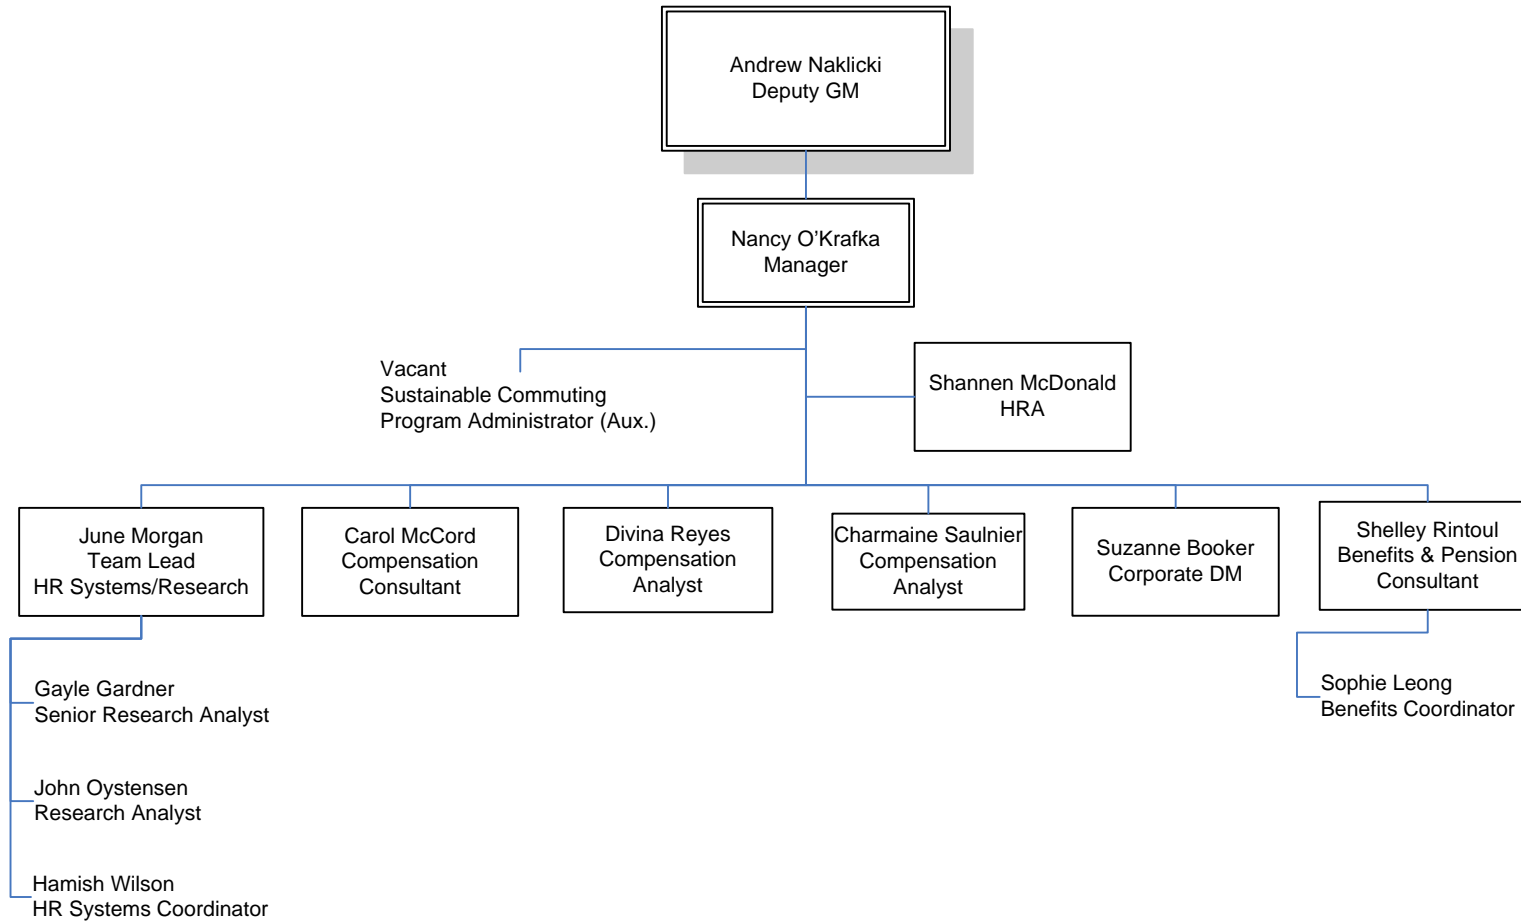 Andrew Naklicki
Deputy GM
Nancy O’Krafka
Manager
Vacant
Sustainable Commuting
Program Administrator (Aux.)
Shannen McDonald
HRA
June Morgan
Team Lead
HR Systems/Research
Carol McCord
Compensation
Consultant
Divina Reyes
Compensation
Analyst
Charmaine Saulnier
Compensation
Analyst
Suzanne Booker
Corporate DM
Shelley Rintoul
Benefits & Pension
Consultant
Gayle Gardner
Senior Research Analyst
John Oystensen
Research Analyst
Hamish Wilson
HR Systems Coordinator
Sophie Leong
Benefits Coordinator